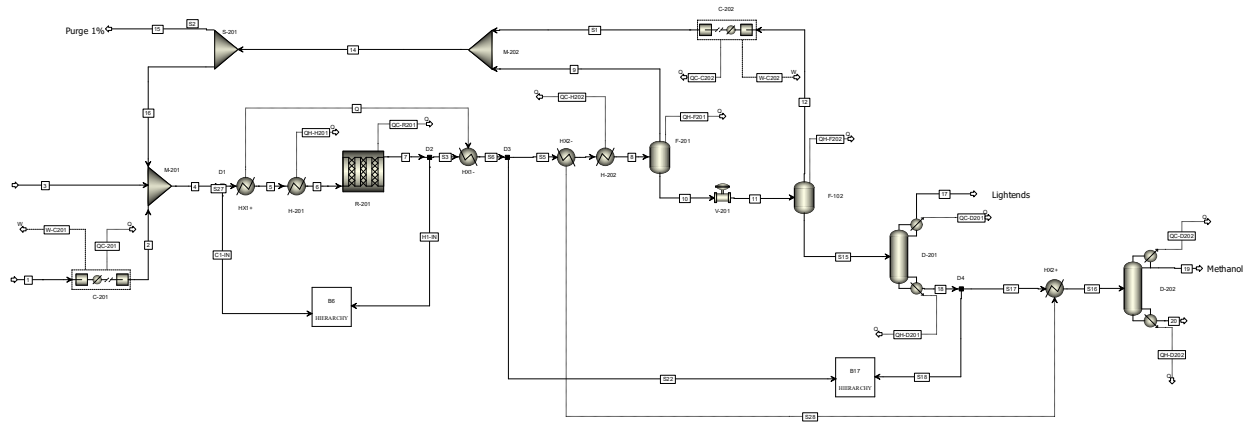 C-202
Purge 1%
15
S2
S-201
S1
14
M-202
9
QC-C202
Q
W-C202
W
12
16
Q
QC-H202
Q
QH-F201
Q
QC-R201
Q
QH-H201
Q
F-201
QH-F202
Q
3
M-201
4
D1
S27
HX1+
5
H-201
6
R-201
7
D2
S3
HX1-
S6
D3
S5
HX2-
H-202
8
10
V-201
11
F-102
17
Lightends
QC-D201
Q
W
W-C201
QC-201
Q
2
1
C-201
C1-IN
H1-IN
B6
HIERARCHY
S15
D-201
18
D4
S17
HX2+
S16
QC-D202
Q
19
Methanol
D-202
20
QH-D202
Q
Q
QH-D201
S22
B17
HIERARCHY
S18
S28